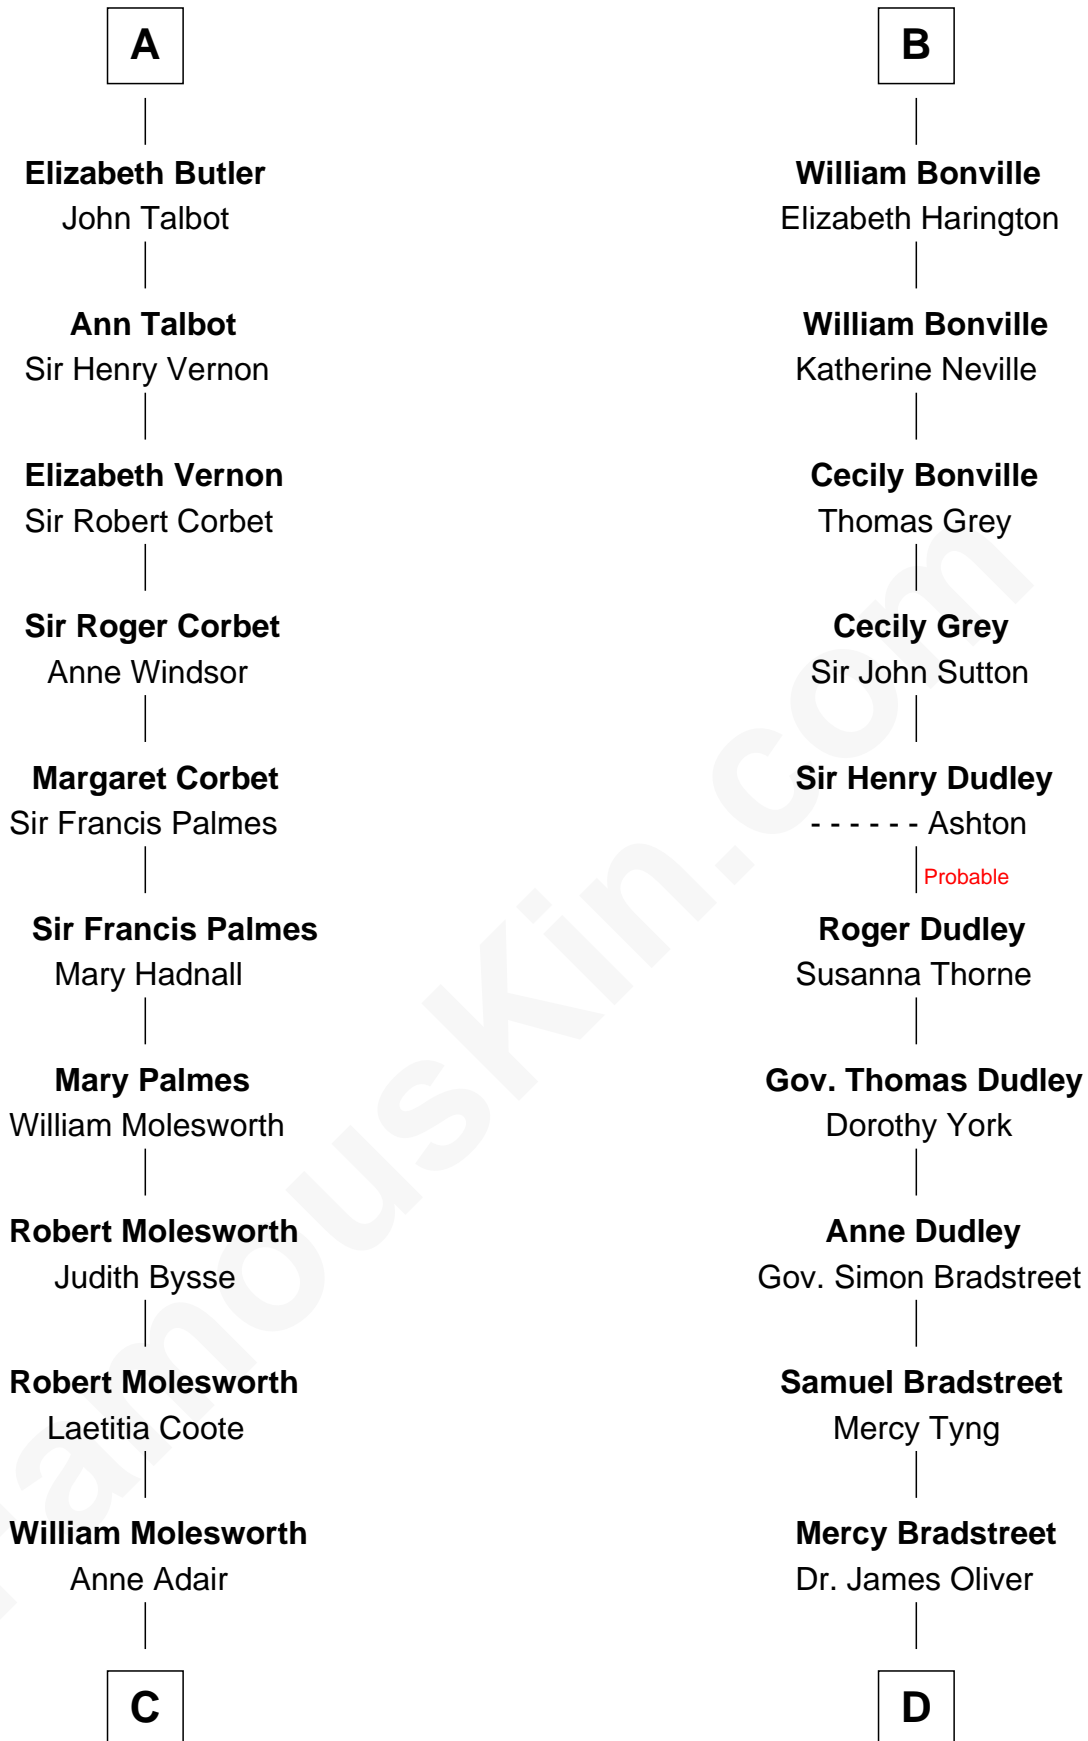 A
Elizabeth Butler
John Talbot
Ann Talbot
Sir Henry Vernon
Elizabeth Vernon
Sir Robert Corbet
Sir Roger Corbet
Anne Windsor
Margaret Corbet
Sir Francis Palmes
Sir Francis Palmes
Mary Hadnall
Mary Palmes
William Molesworth
Robert Molesworth
Judith Bysse
Robert Molesworth
Laetitia Coote
William Molesworth
Anne Adair
C
B
William Bonville
Elizabeth Harington
William Bonville
Katherine Neville
Cecily Bonville
Thomas Grey
Cecily Grey
Sir John Sutton
Sir Henry Dudley
- - - - - - Ashton
Probable
Roger Dudley
Susanna Thorne
Gov. Thomas Dudley
Dorothy York
Anne Dudley
Gov. Simon Bradstreet
Samuel Bradstreet
Mercy Tyng
Mercy Bradstreet
Dr. James Oliver
D
FamousKin.com